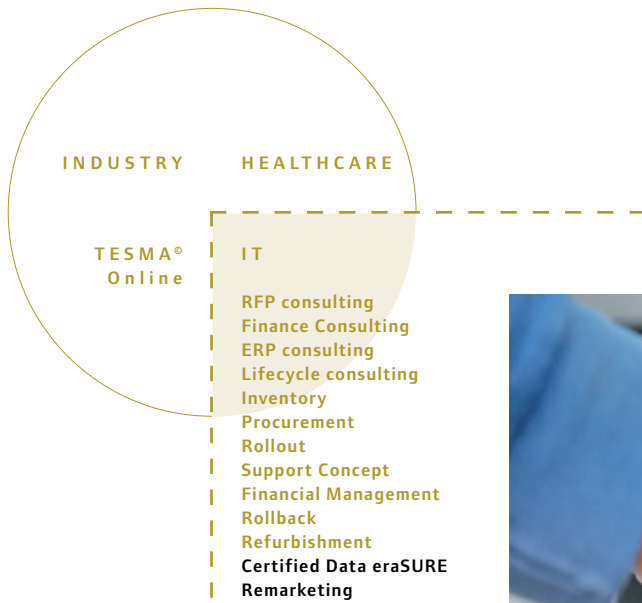 INDUSTRY
HEALTHCARE
TESMA©
Online
IT
RFP consulting
Finance Consulting
ERP consulting
Lifecycle consulting
Inventory
Procurement
Rollout
Support Concept
Financial Management
Rollback
Refurbishment
Certified Data eraSURE
Remarketing